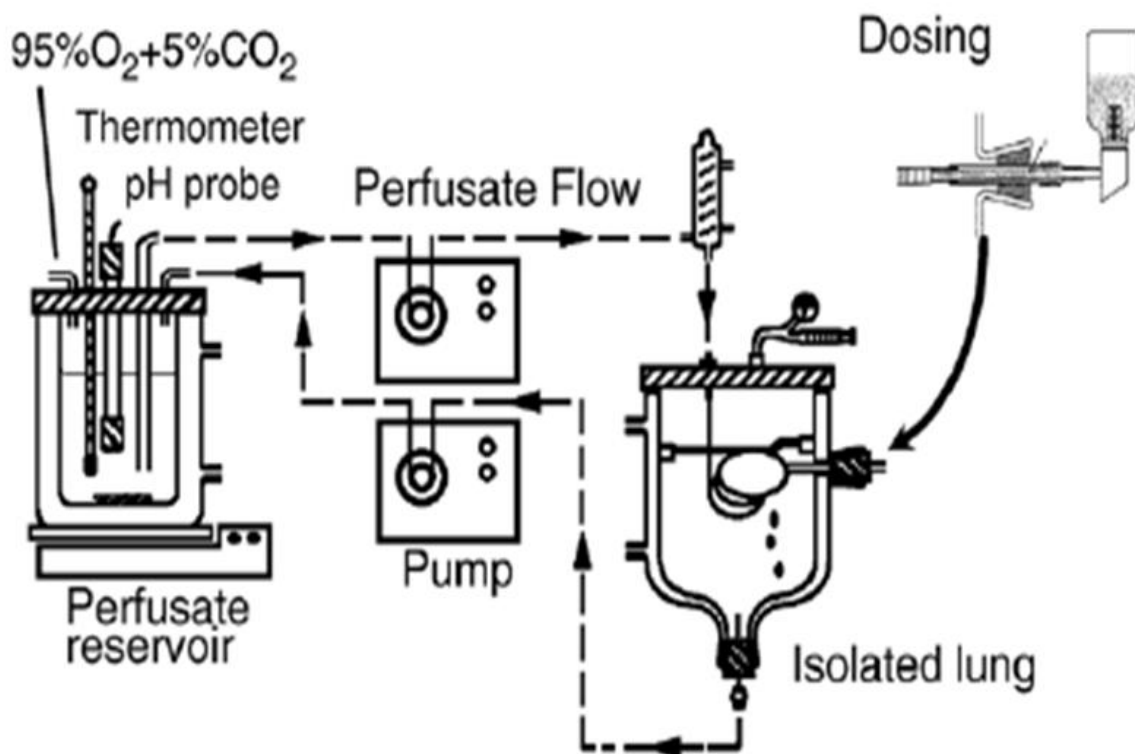 95%O₂+5%CO₂
Thermometer
pH probe
Perfusate Flow
Dosing
Pump
Perfusate
reservoir
Isolated lung